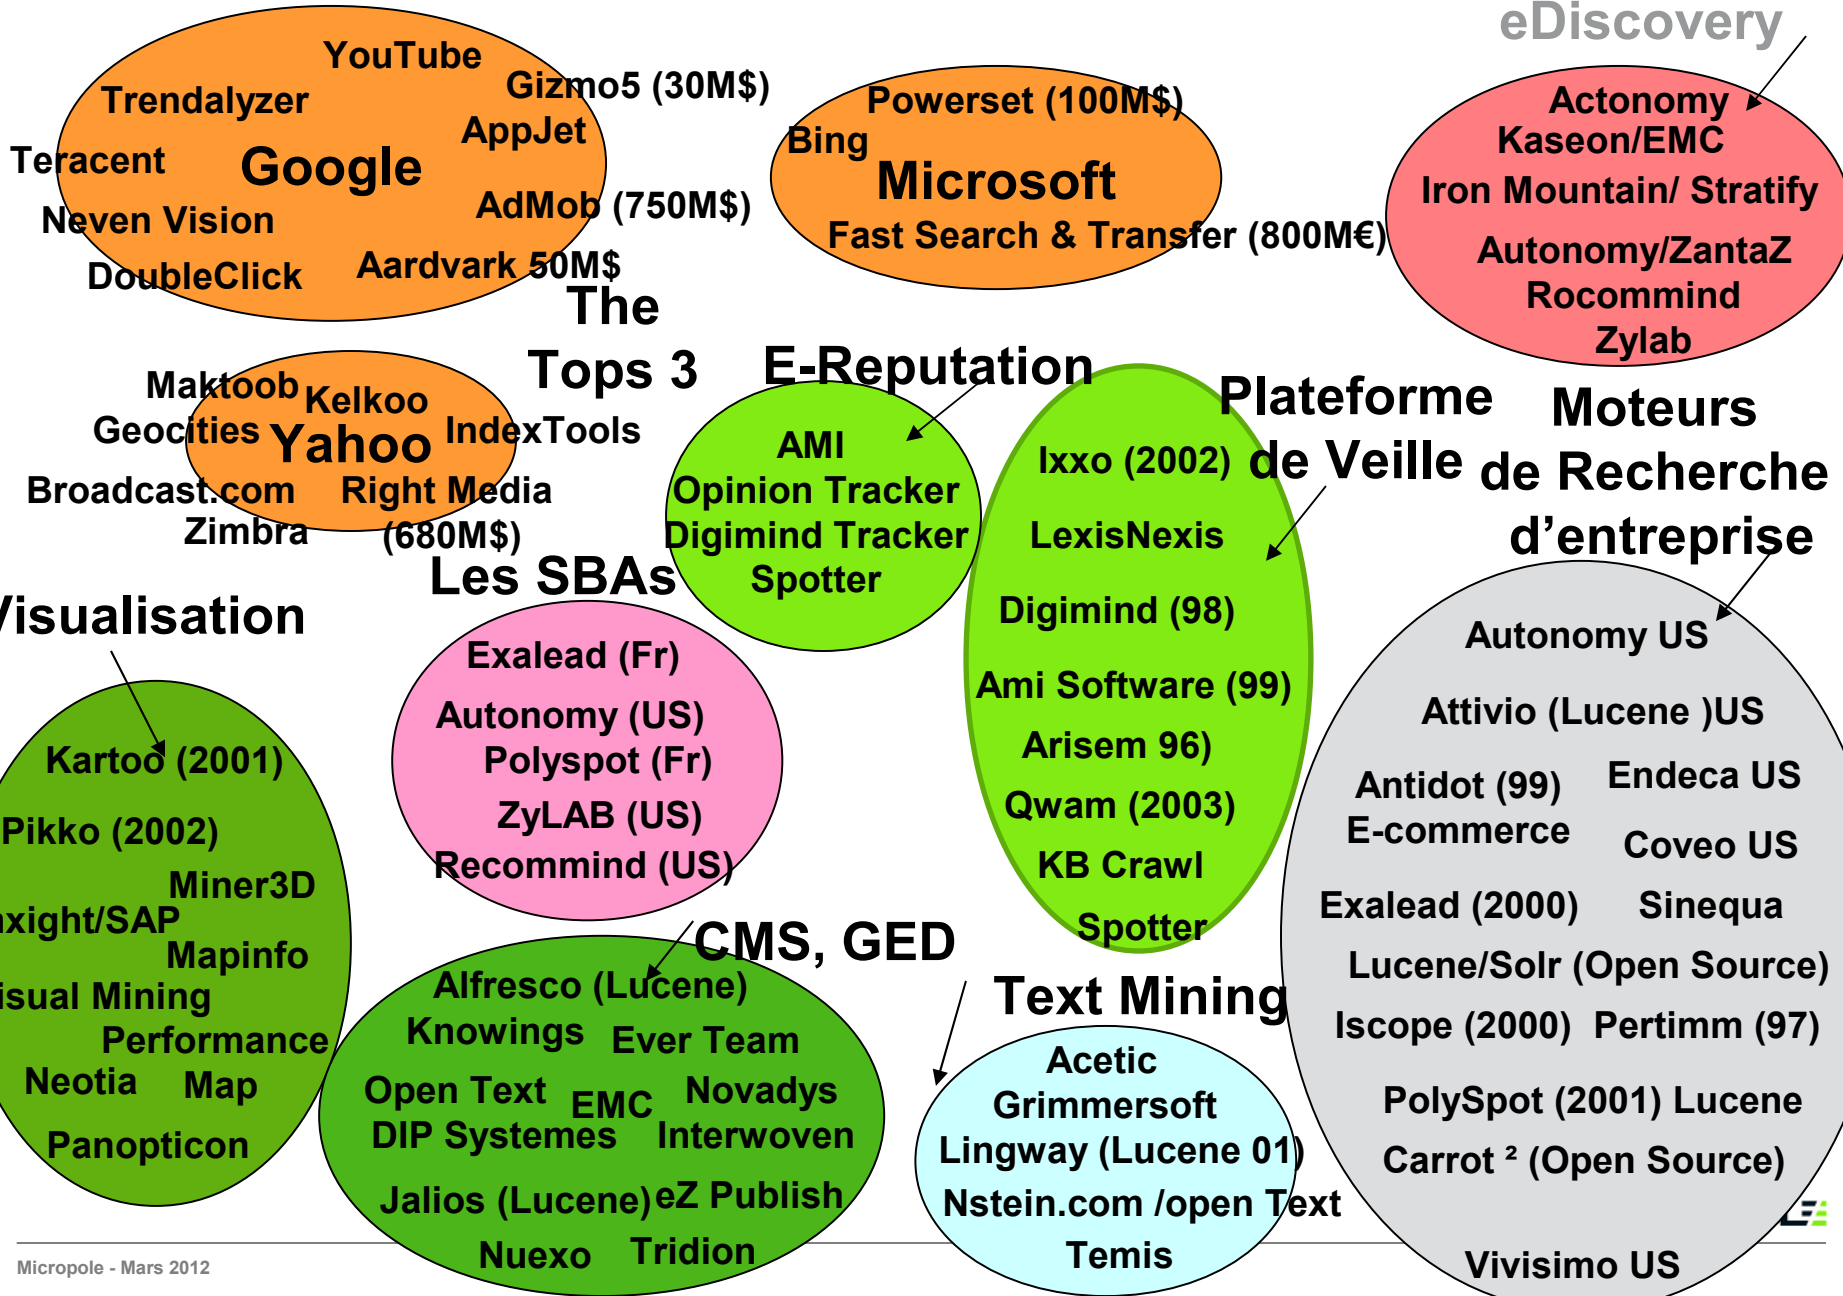 eDiscovery
YouTube
Trendalyzer
Gizmo5 (30M$)
AppJet
Teracent
Google
Neven Vision
AdMob (750M$)
DoubleClick
Aardvark 50M$
Powerset (100M$)
Bing
Microsoft
Fast Search & Transfer (800M€)
Actonomy
Kaseon/EMC
Iron Mountain/ Stratify
Autonomy/ZantaZ
Rocommind
Zylab
The
Tops 3
Maktoob
Kelkoo
Geocities
Yahoo
IndexTools
Broadcast.com
Right Media
Zimbra
(680M$)
E-Reputation
AMI
Opinion Tracker
Digimind Tracker
Spotter
Plateforme
de Veille
Ixxo (2002)
LexisNexis
Digimind (98)
Ami Software (99)
Arisem 96)
Qwam (2003)
KB Crawl
Spotter
Moteurs
de Recherche
d’entreprise
Autonomy US
Attivio (Lucene )US
Antidot (99)
E-commerce
Endeca US
Coveo US
Exalead (2000)
Sinequa
Lucene/Solr (Open Source)
Iscope (2000)
Pertimm (97)
PolySpot (2001) Lucene
Carrot ² (Open Source)
Vivisimo US
Les SBAs
Exalead (Fr)
Autonomy (US)
Polyspot (Fr)
ZyLAB (US)
Recommind (US)
Visualisation
Kartoo (2001)
Pikko (2002)
Miner3D
nxight/SAP
Mapinfo
isual Mining
Performance
Neotia
Map
Panopticon
CMS, GED
Alfresco (Lucene)
Knowings
Ever Team
Open Text
EMC
Novadys
DIP Systemes
Interwoven
Jalios (Lucene)
eZ Publish
Nuexo
Tridion
Text Mining
Acetic
Grimmersoft
Lingway (Lucene 01)
Nstein.com /open Text
Temis
Micropole - Mars 2012